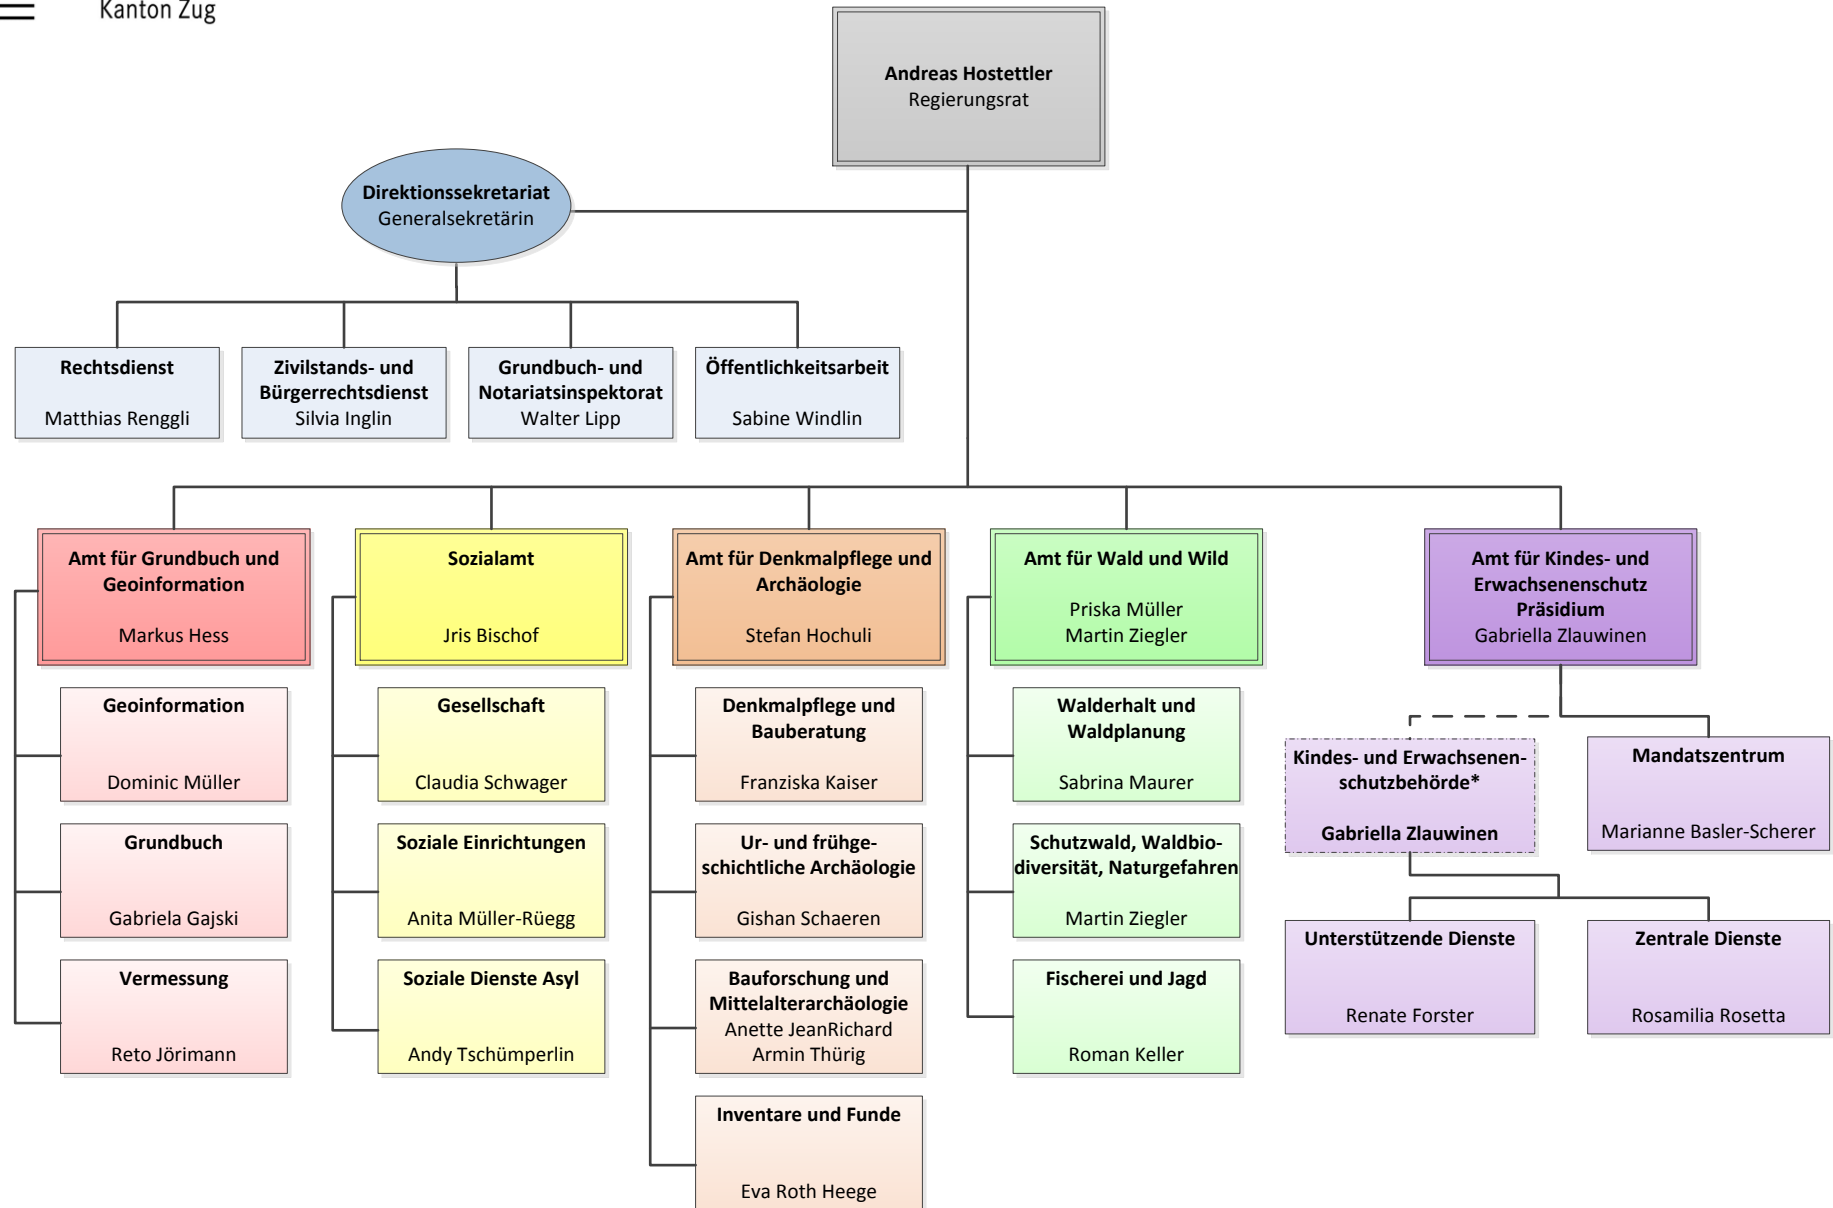 Kanton Zug
Andreas Hostettler
Regierungsrat
Direktionssekretariat
Generalsekretärin
Rechtsdienst
Matthias Renggli
Zivilstands- und
Bürgerrechtsdienst
Silvia Inglin
Grundbuch- und
Notariatsinspektorat
Walter Lipp
Öffentlichkeitsarbeit
Sabine Windlin
Amt für Grundbuch und
Geoinformation
Markus Hess
Geoinformation
Dominic Müller
Grundbuch
Gabriela Gajski
Vermessung
Reto Jörimann
Sozialamt
Jris Bischof
Gesellschaft
Claudia Schwager
Soziale Einrichtungen
Anita Müller-Rüegg
Soziale Dienste Asyl
Andy Tschümperlin
Amt für Denkmalpflege und
Archäologie
Stefan Hochuli
Denkmalpflege und
Bauberatung
Franziska Kaiser
Ur- und frühge-
schichtliche Archäologie
Gishan Schaeren
Bauforschung und
Mittelalterarchäologie
Anette JeanRichard
Armin Thürig
Inventare und Funde
Eva Roth Heege
Amt für Wald und Wild
Priska Müller
Martin Ziegler
Walderhalt und
Waldplanung
Sabrina Maurer
Schutzwald, Waldbio-
diversität, Naturgefahren
Martin Ziegler
Fischerei und Jagd
Roman Keller
Amt für Kindes- und
Erwachsenenschutz
Präsidium
Gabriella Zlauwinen
Kindes- und Erwachsenen-
schutzbehörde*
Gabriella Zlauwinen
Mandatszentrum
Marianne Basler-Scherer
Unterstützende Dienste
Renate Forster
Zentrale Dienste
Rosamilia Rosetta